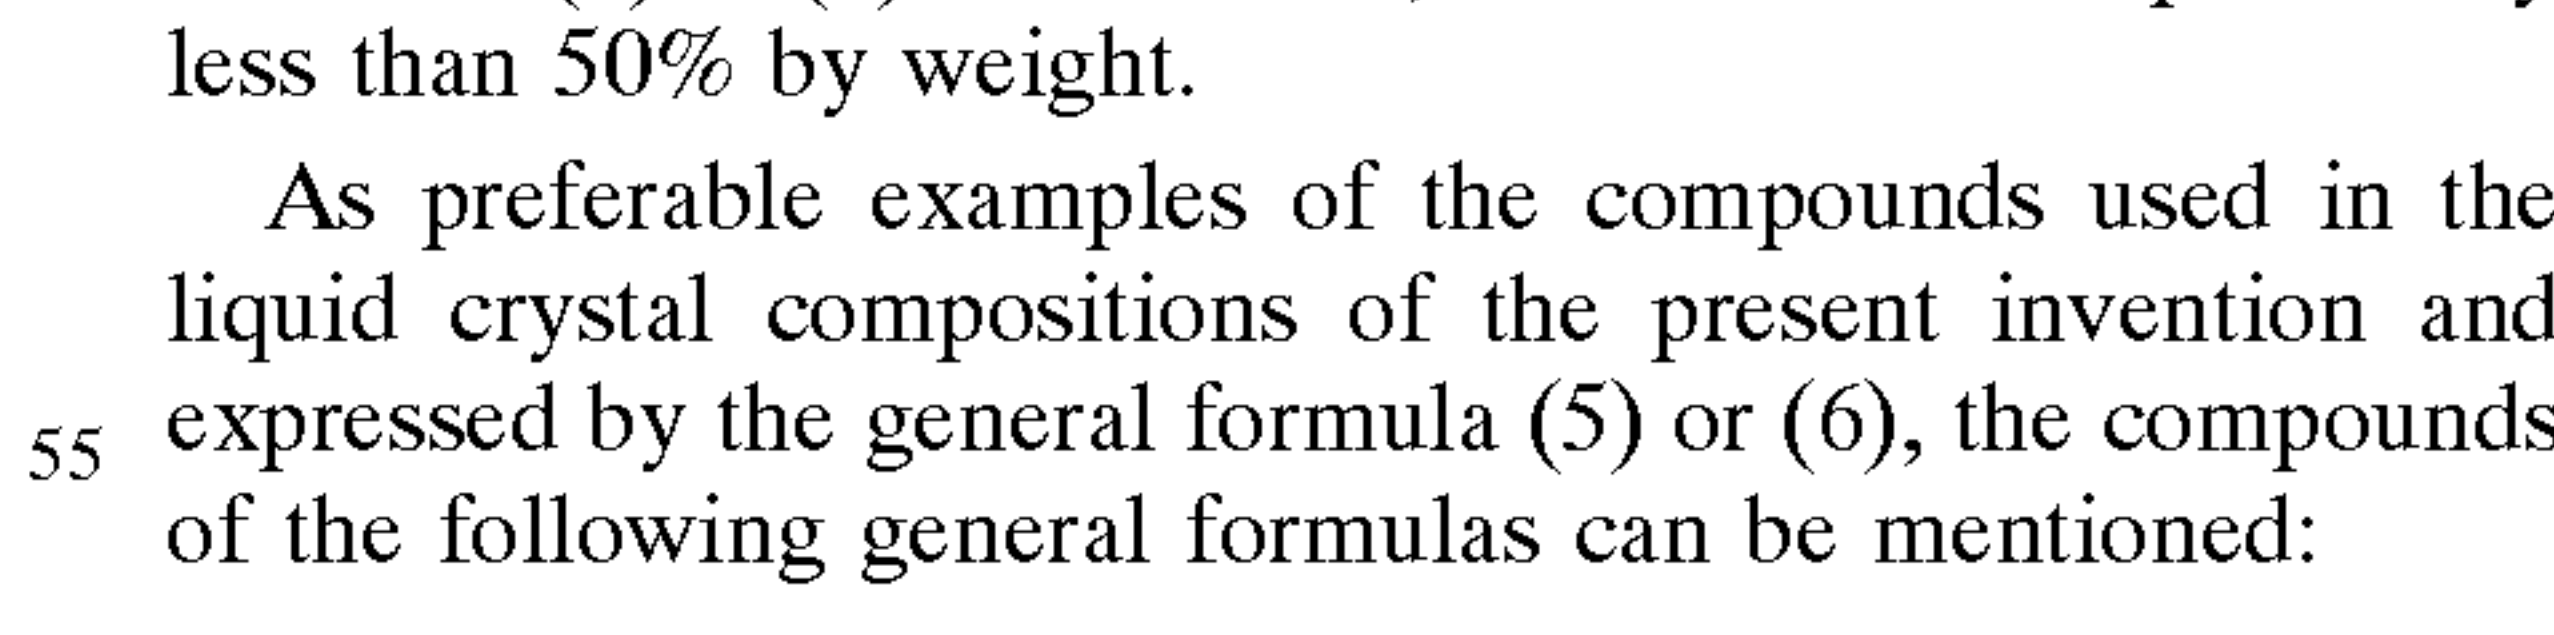 less than 50% by weight.
As preferable examples of the compounds used in the
liquid crystal compositions of the present invention and
55 expressed by the general formula (5) or (6), the compounds
of the following general formulas can be mentioned: